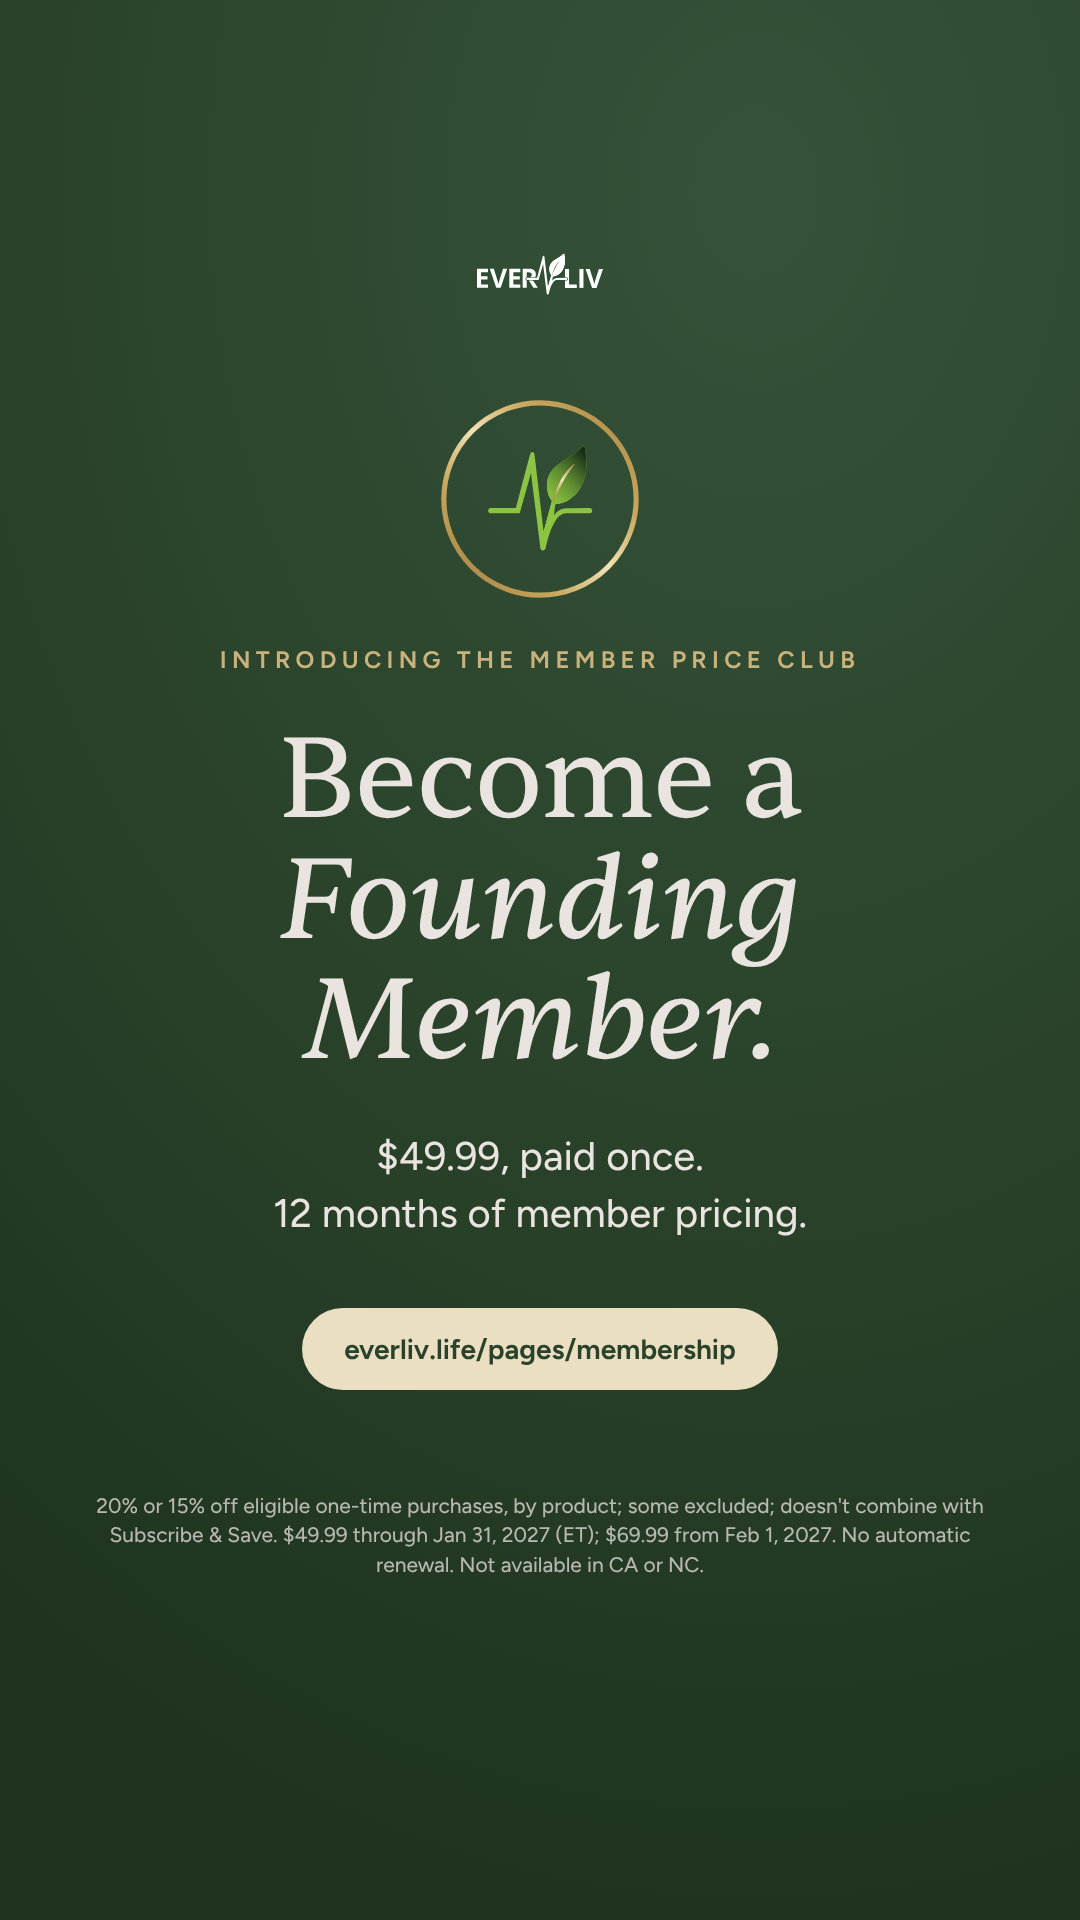 EVERLIV
INTRODUCING THE MEMBER PRICE CLUB
Become a
Founding
Member.
$49.99, paid once.
12 months of member pricing.
everliv.life/pages/membership
20% or 15% off eligible one-time purchases, by product; some excluded; doesn't combine with
Subscribe & Save. $49.99 through Jan 31, 2027 (ET); $69.99 from Feb 1, 2027. No automatic
renewal. Not available in CA or NC.